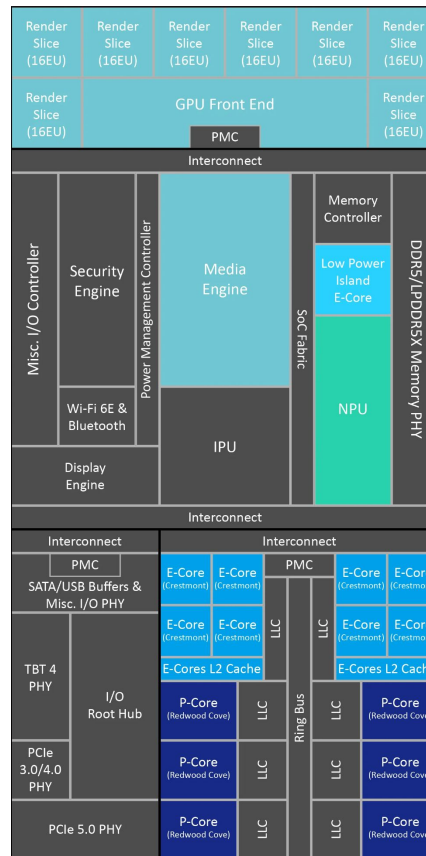 Render
Slice
(16EU)
Render
Slice
(16EU)
Render
Slice
(16EU)
Render
Slice
(16EU)
Render
Slice
(16EU)
Render
Slice
(16EU)
Render
Slice
(16EU)
GPU Front End
PMC
Render
Slice
(16EU)
Interconnect
Misc. I/O Controller
Security
Engine
Power Management Controller
Media
Engine
SoC Fabric
Memory
Controller
Low Power
Island
E-Core
DDR5/LPDDR5X Memory PHY
NPU
Wi-Fi 6E &
Bluetooth
IPU
Display
Engine
Interconnect
Interconnect
PMC
SATA/USB Buffers &
Misc. I/O PHY
TBT 4
PHY
I/O
Root Hub
PCIe
3.0/4.0
PHY
PCIe 5.0 PHY
Interconnect
E-Core
(Crestmont)
E-Core
(Crestmont)
PMC
E-Core
(Crestmont)
E-Core
(Crestmont)
E-Core
(Crestmont)
E-Core
(Crestmont)
LLC
LLC
E-Core
(Crestmont)
E-Core
(Crestmont)
E-Cores L2 Cache
Ring Bus
E-Cores L2 Cache
P-Core
(Redwood Cove)
LLC
LLC
P-Core
(Redwood Cove)
P-Core
(Redwood Cove)
LLC
LLC
P-Core
(Redwood Cove)
P-Core
(Redwood Cove)
LLC
LLC
P-Core
(Redwood Cove)